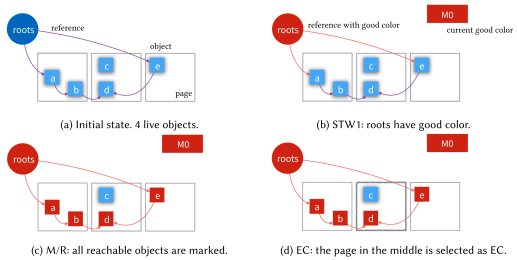 roots
reference
object
a
b
c
d
e
page
(a) Initial state. 4 live objects.
M0
roots
reference with good color
current good color
a
b
c
d
e
(b) STW1: roots have good color.
M0
roots
a
b
c
d
e
(c) M/R: all reachable objects are marked.
M0
roots
a
b
c
d
e
(d) EC: the page in the middle is selected as EC.